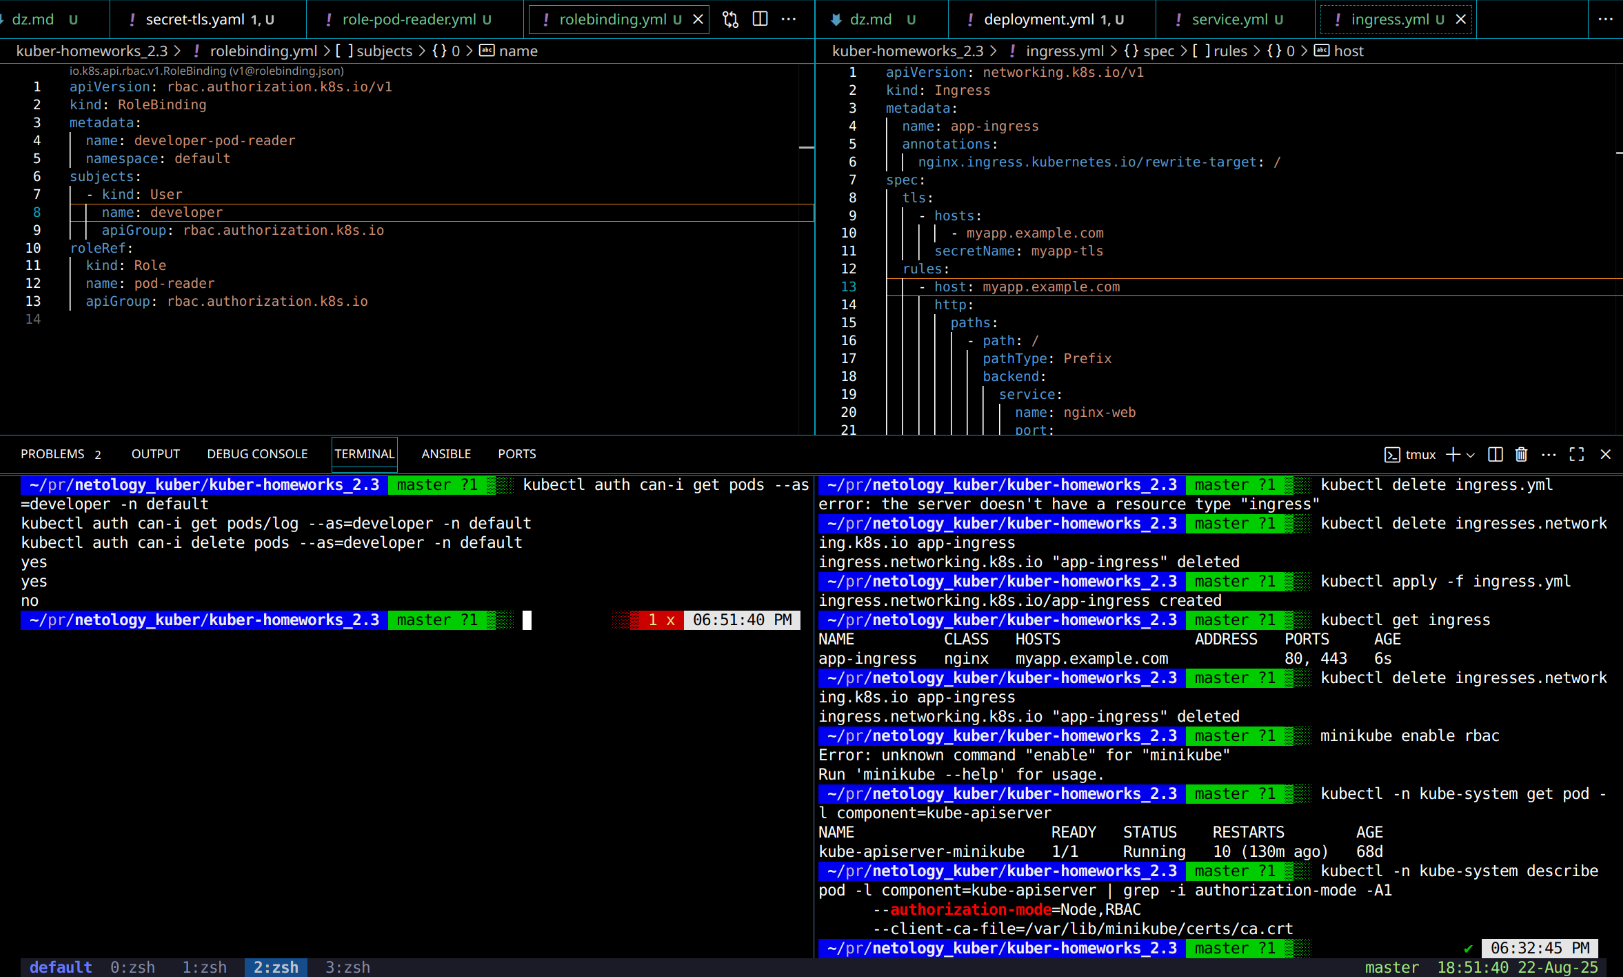 dz.md U ! secret-tls.yaml 1, U ! role-pod-reader.yml U ! rolebinding.yml U ✕ ···
kuber-homeworks_2.3 > ! rolebinding.yml > [ ] subjects > {} 0 > abc name
io.k8s.api.rbac.v1.RoleBinding (v1@rolebinding.json)
1 apiVersion: rbac.authorization.k8s.io/v1
2 kind: RoleBinding
3 metadata:
4 name: developer-pod-reader
5 namespace: default
6 subjects:
7 - kind: User
8 name: developer
9 apiGroup: rbac.authorization.k8s.io
10 roleRef:
11 kind: Role
12 name: pod-reader
13 apiGroup: rbac.authorization.k8s.io
14
dz.md U ! deployment.yml 1, U ! service.yml U ! ingress.yml U ✕ ···
kuber-homeworks_2.3 > ! ingress.yml > {} spec > [ ] rules > {} 0 > abc host
1 apiVersion: networking.k8s.io/v1
2 kind: Ingress
3 metadata:
4 name: app-ingress
5 annotations:
6 nginx.ingress.kubernetes.io/rewrite-target: /
7 spec:
8 tls:
9 - hosts:
10 - myapp.example.com
11 secretName: myapp-tls
12 rules:
13 - host: myapp.example.com
14 http:
15 paths:
16 - path: /
17 pathType: Prefix
18 backend:
19 service:
20 name: nginx-web
21 port:
PROBLEMS 2 OUTPUT DEBUG CONSOLE TERMINAL ANSIBLE PORTS tmux
~/pr/netology_kuber/kuber-homeworks_2.3 master ?1 kubectl auth can-i get pods --as
=developer -n default
kubectl auth can-i get pods/log --as=developer -n default
kubectl auth can-i delete pods --as=developer -n default
yes
yes
no
~/pr/netology_kuber/kuber-homeworks_2.3 master ?1 1 x 06:51:40 PM
~/pr/netology_kuber/kuber-homeworks_2.3 master ?1 kubectl delete ingress.yml
error: the server doesn't have a resource type "ingress"
~/pr/netology_kuber/kuber-homeworks_2.3 master ?1 kubectl delete ingresses.network
ing.k8s.io app-ingress
ingress.networking.k8s.io "app-ingress" deleted
~/pr/netology_kuber/kuber-homeworks_2.3 master ?1 kubectl apply -f ingress.yml
ingress.networking.k8s.io/app-ingress created
~/pr/netology_kuber/kuber-homeworks_2.3 master ?1 kubectl get ingress
NAME CLASS HOSTS ADDRESS PORTS AGE
app-ingress nginx myapp.example.com 80, 443 6s
~/pr/netology_kuber/kuber-homeworks_2.3 master ?1 kubectl delete ingresses.network
ing.k8s.io app-ingress
ingress.networking.k8s.io "app-ingress" deleted
~/pr/netology_kuber/kuber-homeworks_2.3 master ?1 minikube enable rbac
Error: unknown command "enable" for "minikube"
Run 'minikube --help' for usage.
~/pr/netology_kuber/kuber-homeworks_2.3 master ?1 kubectl -n kube-system get pod -
l component=kube-apiserver
NAME READY STATUS RESTARTS AGE
kube-apiserver-minikube 1/1 Running 10 (130m ago) 68d
~/pr/netology_kuber/kuber-homeworks_2.3 master ?1 kubectl -n kube-system describe
pod -l component=kube-apiserver | grep -i authorization-mode -A1
--authorization-mode=Node,RBAC
--client-ca-file=/var/lib/minikube/certs/ca.crt
~/pr/netology_kuber/kuber-homeworks_2.3 master ?1 ✔ 06:32:45 PM
default 0:zsh 1:zsh 2:zsh 3:zsh master 18:51:40 22-Aug-25